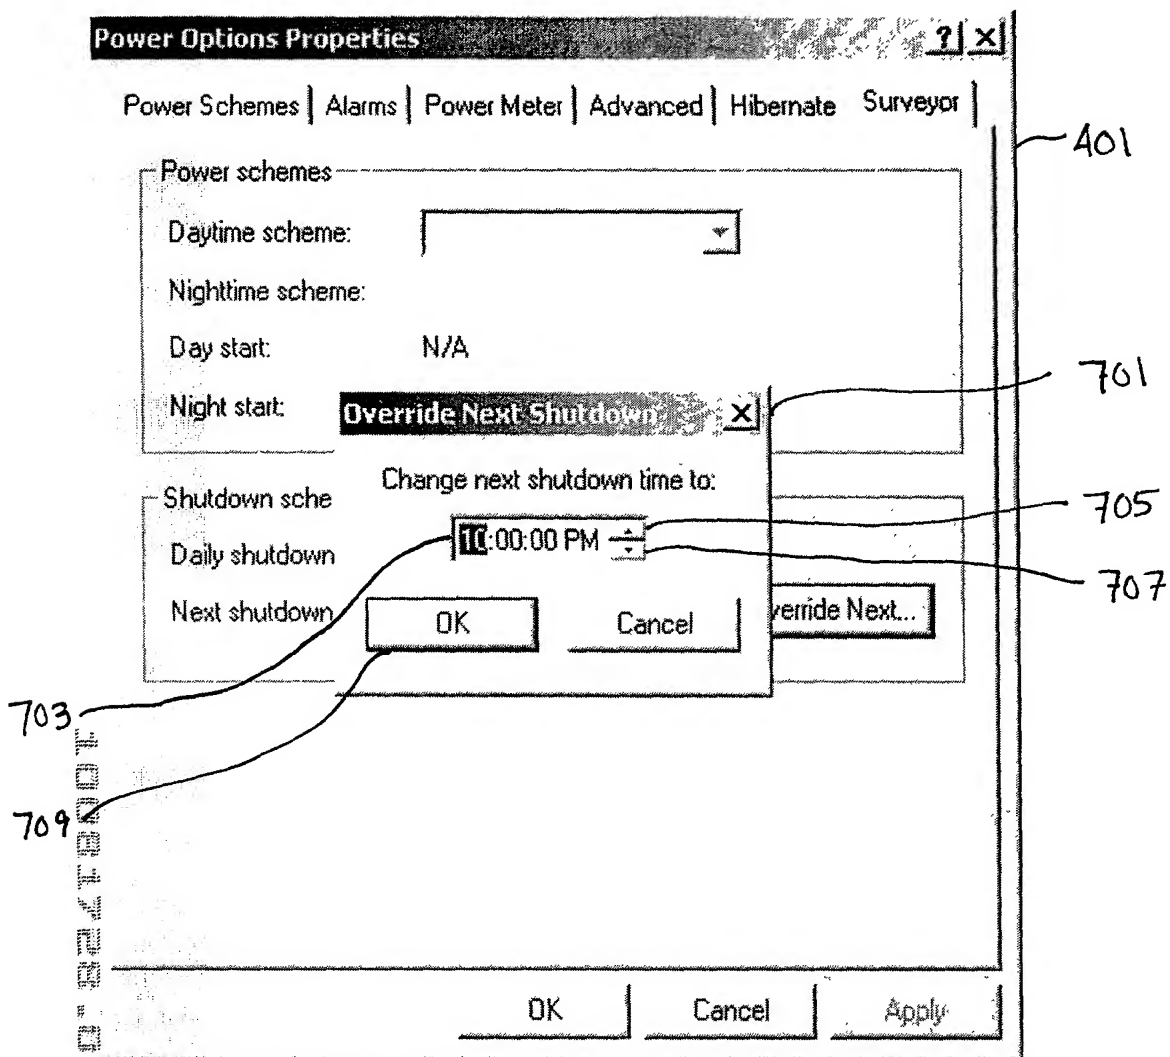 Power Options Properties ? X
Power Schemes Alarms Power Meter Advanced Hibernate Surveyor
401
Power schemes
Daytime scheme:
Nighttime scheme:
Day start: N/A
701
Night start:
Override Next Shutdown X
Change next shutdown time to:
Shutdown sche
705
10:00:00 PM
Daily shutdown
707
Next shutdown
OK Cancel
verride Next...
703
709
10081728.0
OK Cancel Apply